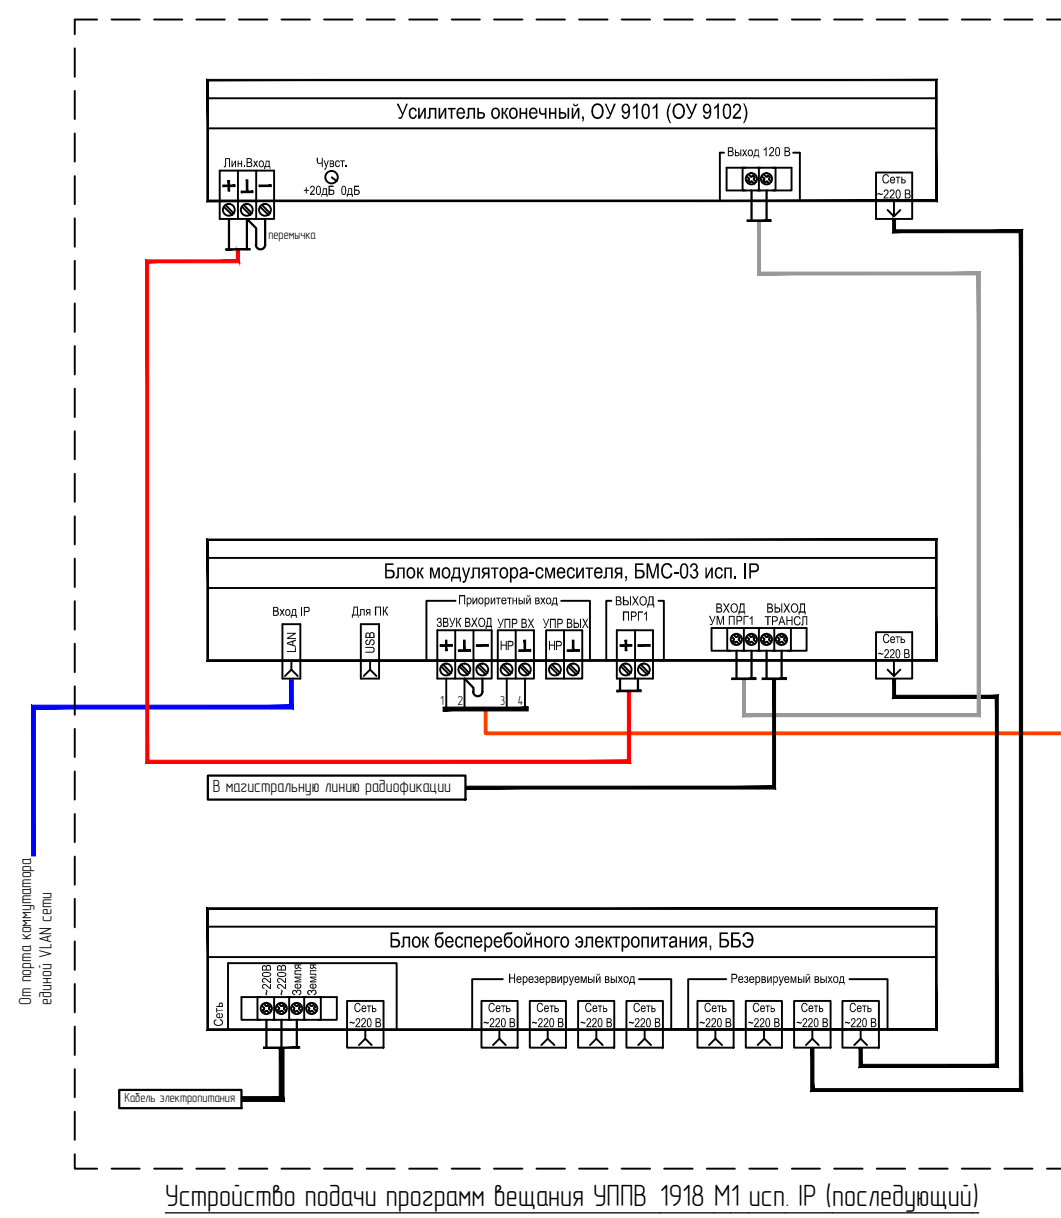 Усилитель оконечный, ОУ 9101 (ОУ 9102)
Лин.Вход
Чувст.
+20дБ 0дБ
Выход 120 В
Сеть
~220 В
+ ⊥ −
перемычка
Блок модулятора-смесителя, БМС-03 исп. IP
Вход IP
LAN
Для ПК
USB
Приоритетный вход
ЗВУК ВХОД
УПР ВХ
УПР ВЫХ
+ ⊥ −
НР ⊥
НР ⊥
1 2 3 4
ВЫХОД
ПРГ1
+ −
ВХОД
УМ ПРГ1
ВЫХОД
ТРАНСЛ
Сеть
~220 В
В магистральную линию радиофикации
От порта коммутатора
единой VLAN сети
Блок бесперебойного электропитания, ББЭ
Сеть
~220В
~220В
Земля
Земля
Сеть
~220 В
Нерезервируемый выход
Сеть
~220 В
Сеть
~220 В
Сеть
~220 В
Сеть
~220 В
Резервируемый выход
Сеть
~220 В
Сеть
~220 В
Сеть
~220 В
Сеть
~220 В
Кабель электропитания
Устройство подачи программ вещания УППВ 1918 М1 исп. IP (последующий)